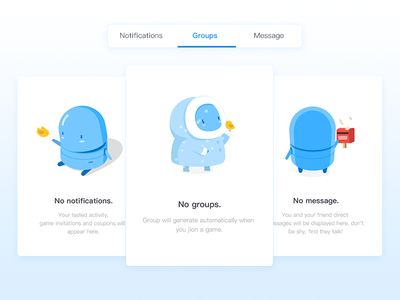 Notifications
Groups
Message
No notifications.
Your tested activity,
game invitations and coupons will
appear here.
No groups.
Group will generate automatically when
you jion a game.
No message.
You and your friend direct
messages will be displayed here, don't
be shy, find they talk!